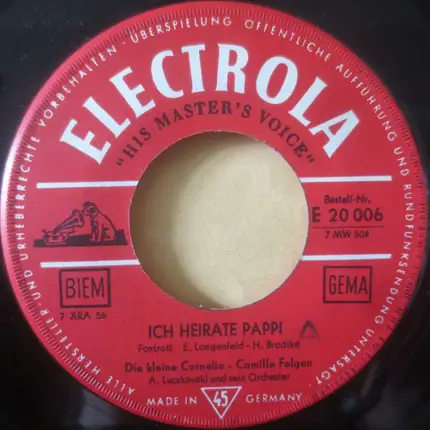 ALLE HERSTELLER- UND URHEBERRECHTE VORBEHALTEN · ÜBERSPIELUNG ÖFFENTLICHE AUFFÜHRUNG UND RUNDFUNKSENDUNG UNTERSAGT
ELECTROLA
"HIS MASTER'S VOICE"
Bestell-Nr.
E 20 006
7 MW 504
BIEM
GEMA
7 XRA 56
ICH HEIRATE PAPPI
Foxtrott E. Langenfeld - H. Bradtke
Die kleine Cornelia - Camillo Felgen
A. Luczkowski und sein Orchester
MADE IN 45 GERMANY